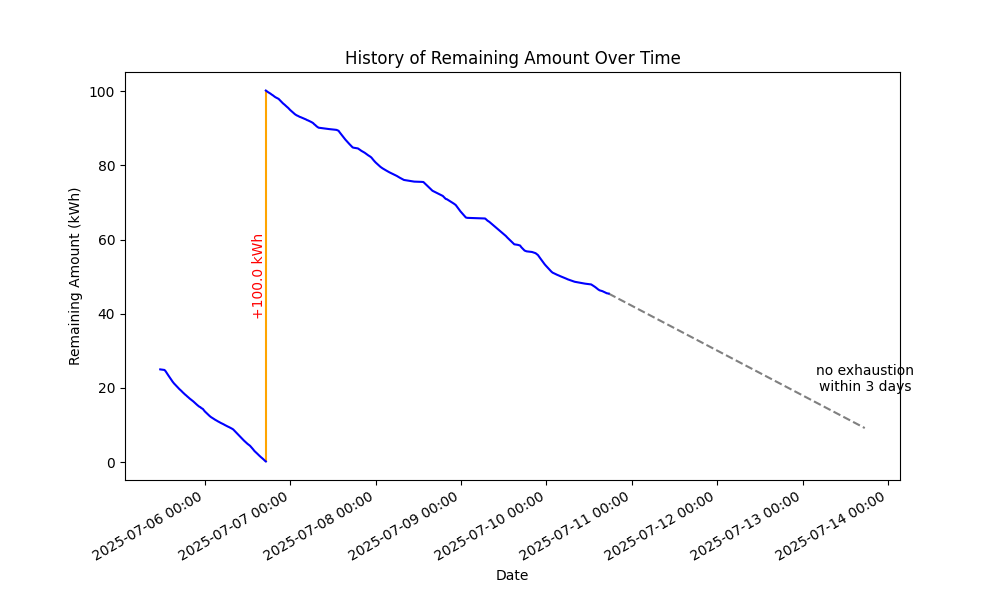 History of Remaining Amount Over Time
Remaining Amount (kWh)
100
80
60
40
20
0
+100.0 kWh
no exhaustion
within 3 days
2025-07-06 00:00
2025-07-07 00:00
2025-07-08 00:00
2025-07-09 00:00
2025-07-10 00:00
2025-07-11 00:00
2025-07-12 00:00
2025-07-13 00:00
2025-07-14 00:00
Date